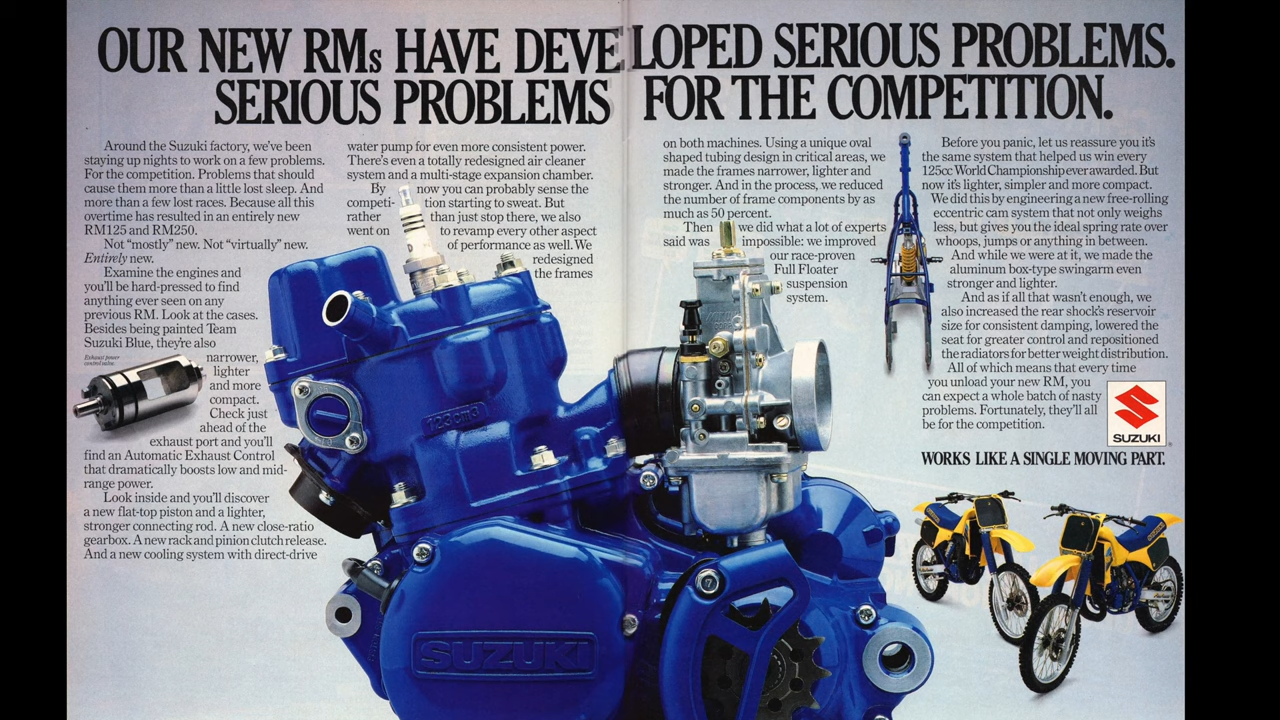 OUR NEW RMs HAVE DEVELOPED SERIOUS PROBLEMS.
SERIOUS PROBLEMS FOR THE COMPETITION.
Around the Suzuki factory, we've been
staying up nights to work on a few problems.
For the competition. Problems that should
cause them more than a little lost sleep. And
more than a few lost races. Because all this
overtime has resulted in an entirely new
RM125 and RM250.
Not “mostly” new. Not “virtually” new.
Entirely new.
Examine the engines and
you'll be hard-pressed to find
anything ever seen on any
previous RM. Look at the cases.
Besides being painted Team
Suzuki Blue, they're also
Exhaust power
control valve.
narrower,
lighter
and more
compact.
Check just
ahead of the
exhaust port and you'll
find an Automatic Exhaust Control
that dramatically boosts low and mid-
range power.
Look inside and you'll discover
a new flat-top piston and a lighter,
stronger connecting rod. A new close-ratio
gearbox. A new rack and pinion clutch release.
And a new cooling system with direct-drive
water pump for even more consistent power.
There's even a totally redesigned air cleaner
system and a multi-stage expansion chamber.
By now you can probably sense the
competition starting to sweat. But
rather than just stop there, we also
went on to revamp every other aspect
of performance as well. We
redesigned
the frames
on both machines. Using a unique oval
shaped tubing design in critical areas, we
made the frames narrower, lighter and
stronger. And in the process, we reduced
the number of frame components by as
much as 50 percent.
Then we did what a lot of experts
said was impossible: we improved
our race-proven
Full Floater
suspension
system.
Before you panic, let us reassure you it's
the same system that helped us win every
125cc World Championship ever awarded. But
now it's lighter, simpler and more compact.
We did this by engineering a new free-rolling
eccentric cam system that not only weighs
less, but gives you the ideal spring rate over
whoops, jumps or anything in between.
And while we were at it, we made the
aluminum box-type swingarm even
stronger and lighter.
And as if all that wasn't enough, we
also increased the rear shock's reservoir
size for consistent damping, lowered the
seat for greater control and repositioned
the radiators for better weight distribution.
All of which means that every time
you unload your new RM, you
can expect a whole batch of nasty
problems. Fortunately, they'll all
be for the competition.
SUZUKI
WORKS LIKE A SINGLE MOVING PART.
123cm3
SUZUKI
7